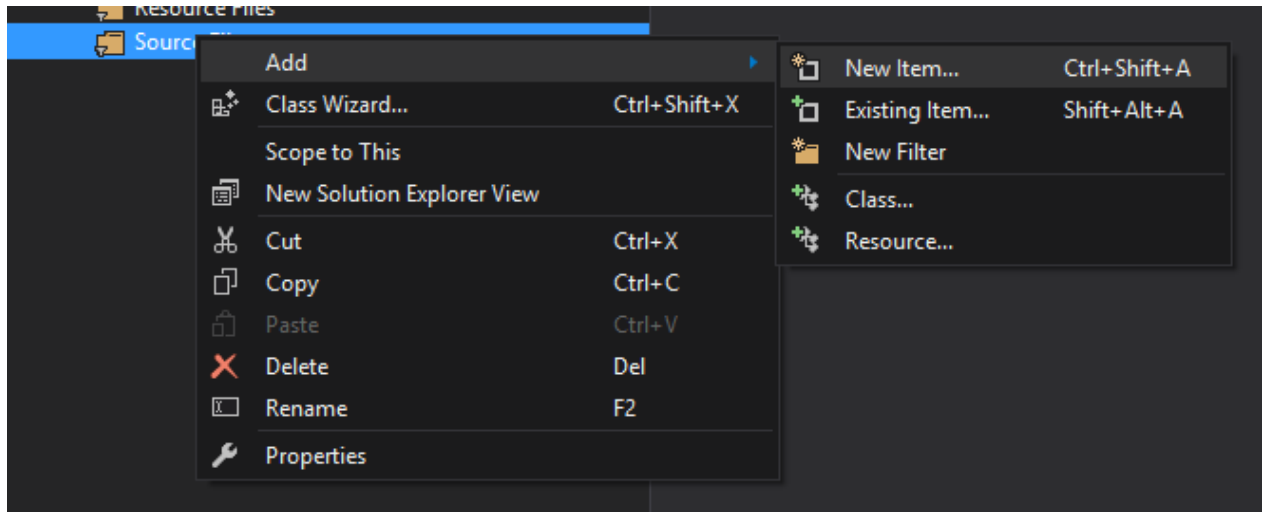 Resource Files
Source
Add
Class Wizard... Ctrl+Shift+X
Scope to This
New Solution Explorer View
Cut Ctrl+X
Copy Ctrl+C
Paste Ctrl+V
Delete Del
Rename F2
Properties
New Item... Ctrl+Shift+A
Existing Item... Shift+Alt+A
New Filter
Class...
Resource...